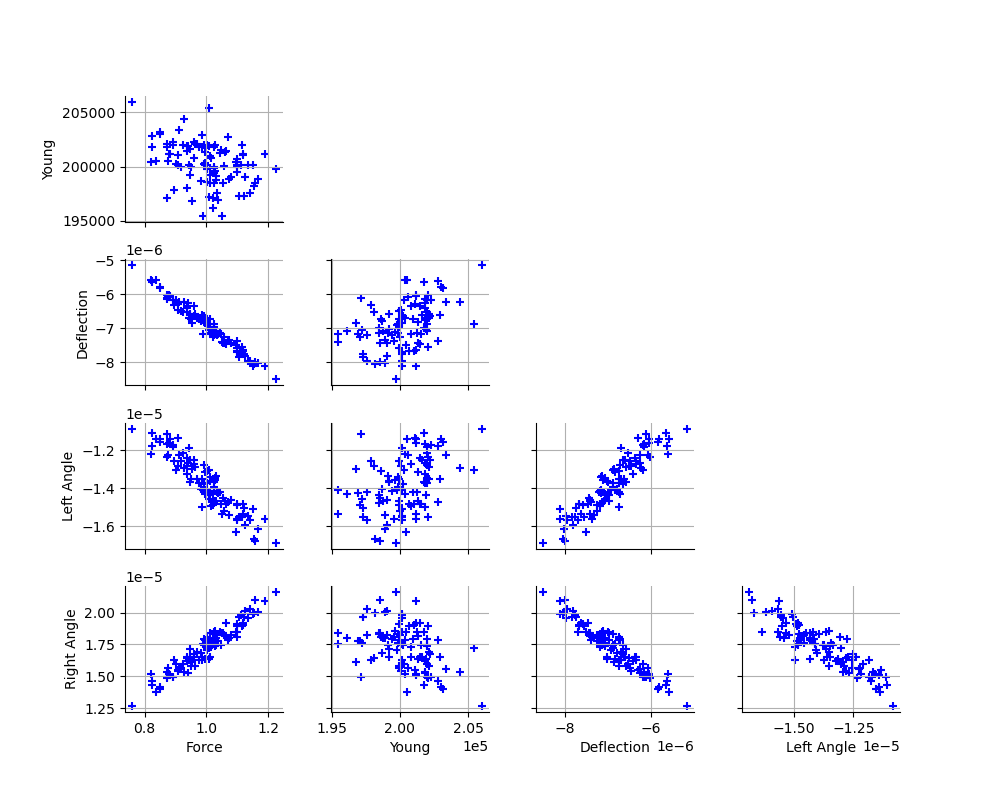 205000
200000
195000
Young
1e−6
−5
−6
−7
−8
Deflection
1e−5
−1.2
−1.4
−1.6
Left Angle
1e−5
2.00
1.75
1.50
1.25
Right Angle
0.8 1.0 1.2
Force
1.95 2.00 2.05
Young 1e5
−8 −6
Deflection 1e−6
−1.50 −1.25
Left Angle 1e−5